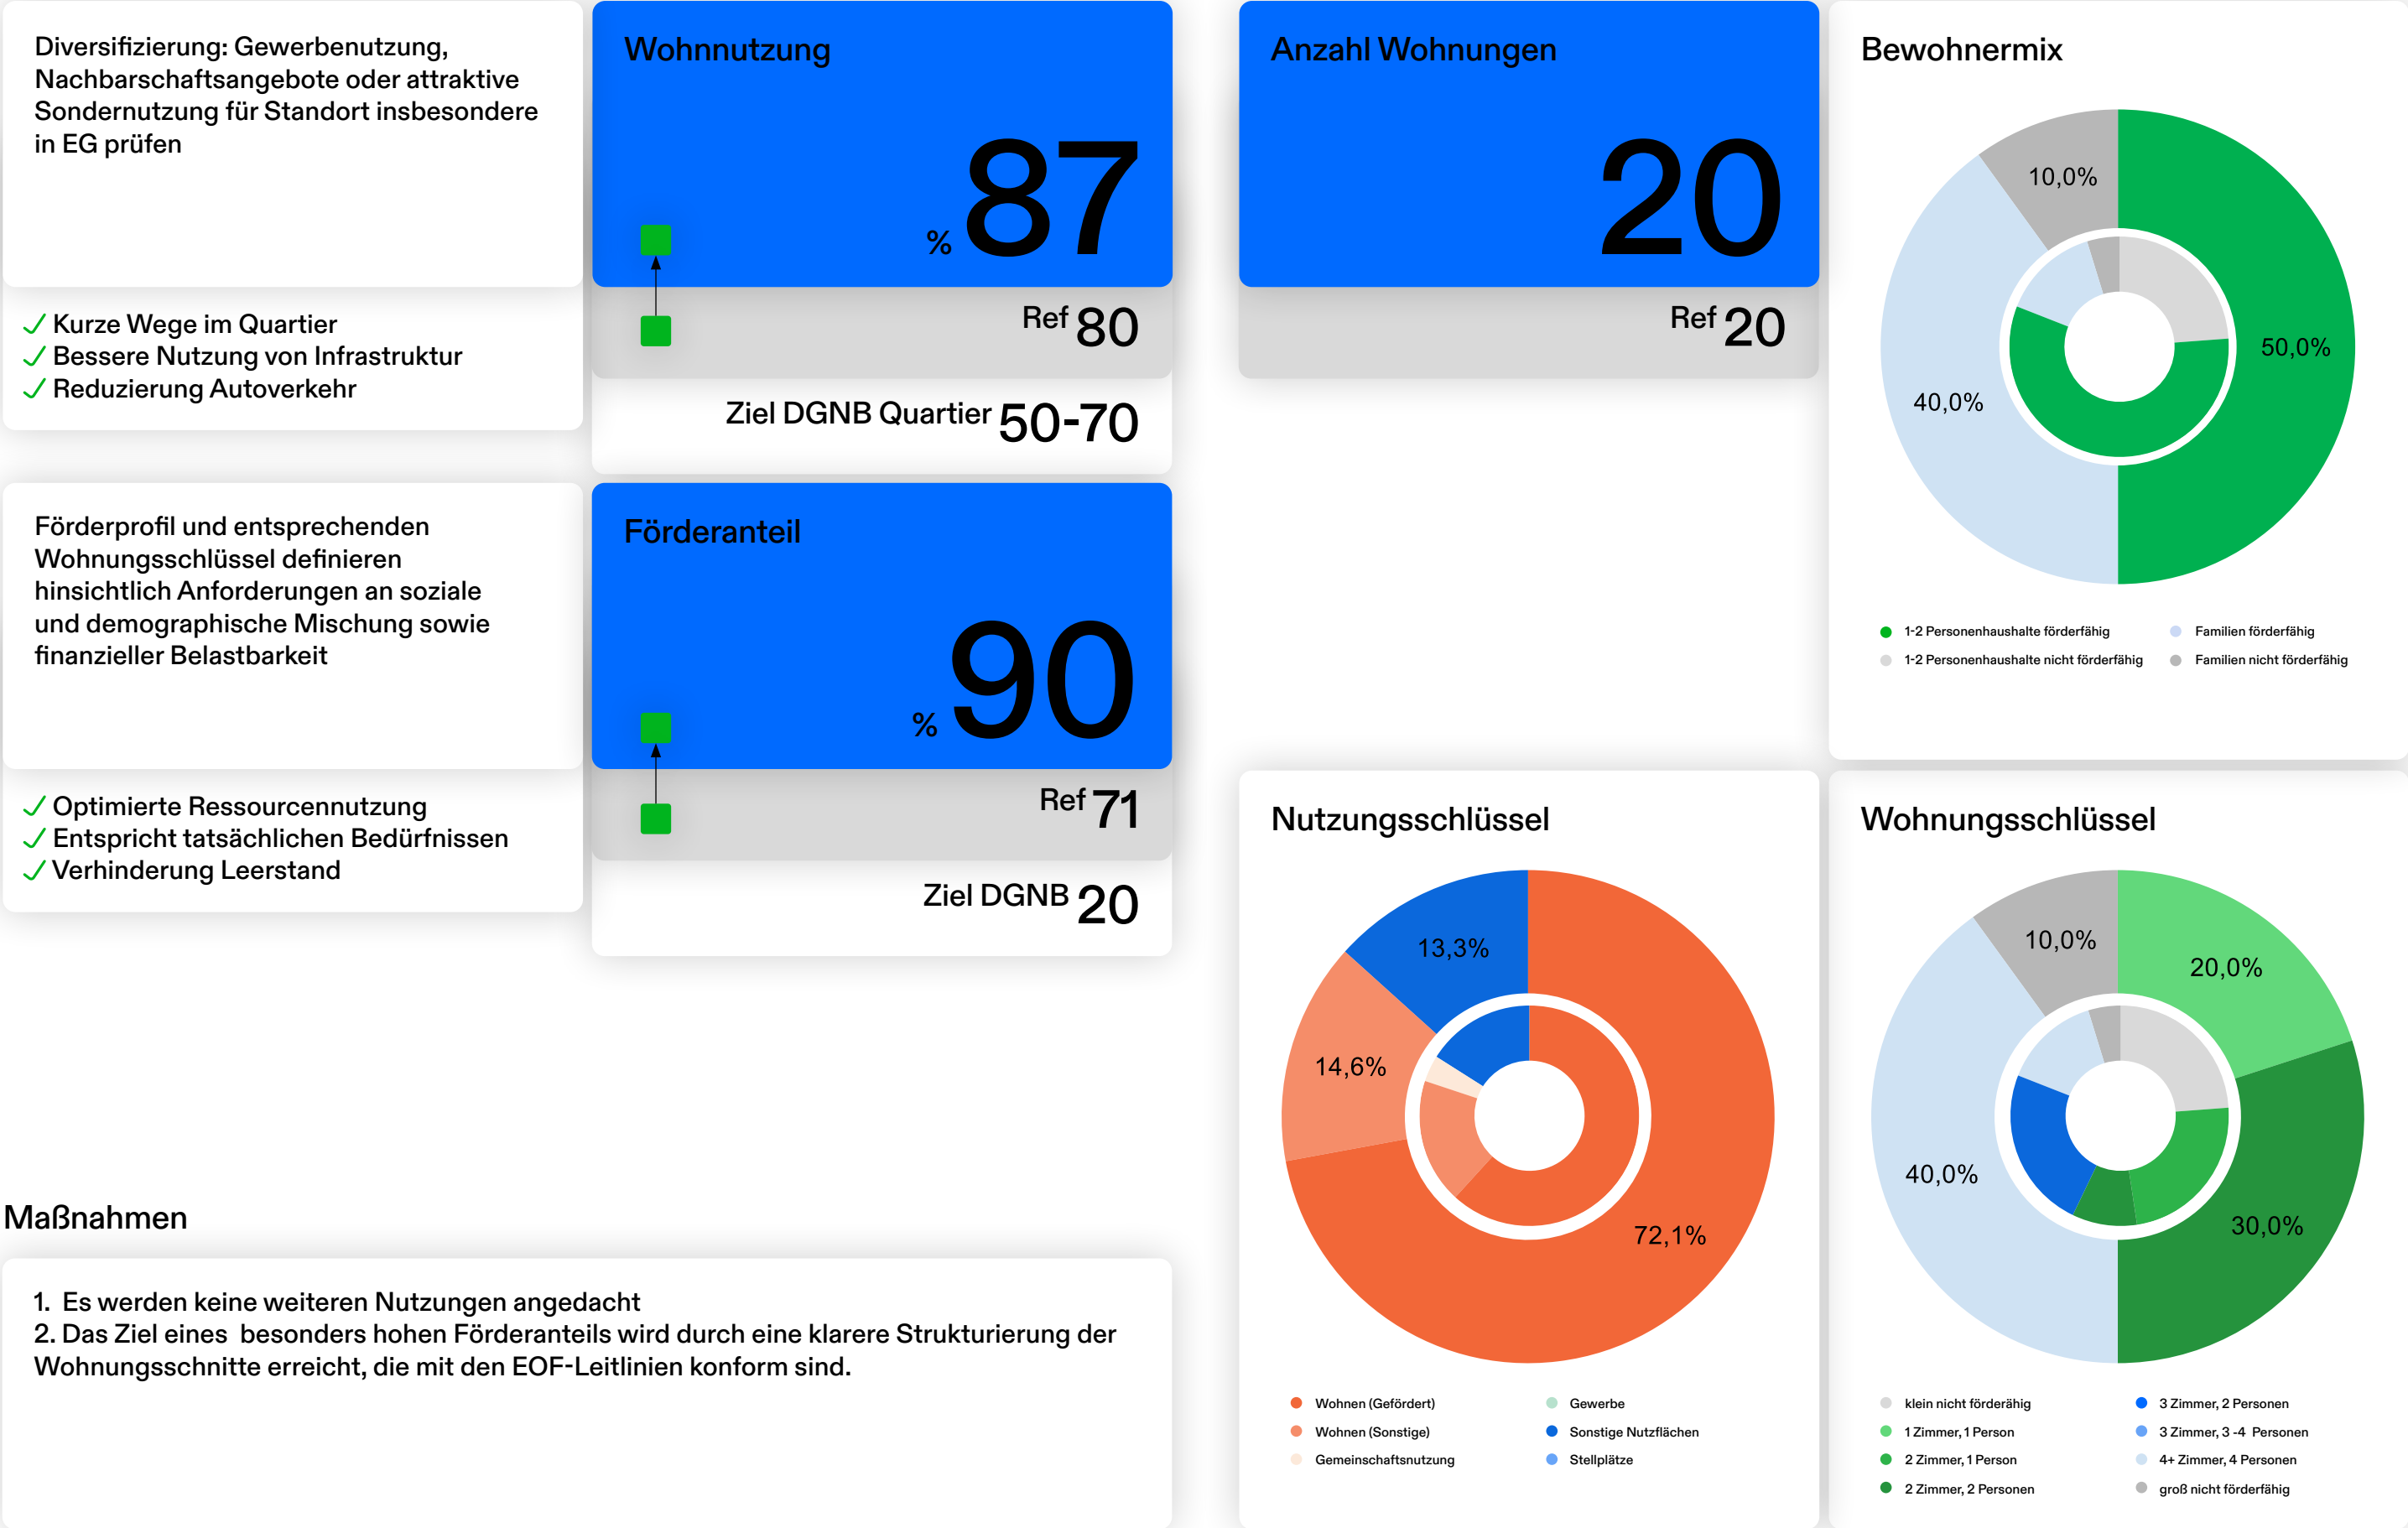 Diversifizierung: Gewerbenutzung,
Nachbarschaftsangebote oder attraktive
Sondernutzung für Standort insbesondere
in EG prüfen
Kurze Wege im Quartier
Bessere Nutzung von Infrastruktur
Reduzierung Autoverkehr
Wohnnutzung
% 87
Ref 80
Ziel DGNB Quartier 50-70
Förderprofil und entsprechenden
Wohnungsschlüssel definieren
hinsichtlich Anforderungen an soziale
und demographische Mischung sowie
finanzieller Belastbarkeit
Optimierte Ressourcennutzung
Entspricht tatsächlichen Bedürfnissen
Verhinderung Leerstand
Förderanteil
% 90
Ref 71
Ziel DGNB 20
Maßnahmen
1. Es werden keine weiteren Nutzungen angedacht
2. Das Ziel eines besonders hohen Förderanteils wird durch eine klarere Strukturierung der
Wohnungsschnitte erreicht, die mit den EOF-Leitlinien konform sind.
Anzahl Wohnungen
20
Ref 20
Bewohnermix
10,0%
50,0%
40,0%
1-2 Personenhaushalte förderfähig
Familien förderfähig
1-2 Personenhaushalte nicht förderfähig
Familien nicht förderfähig
Nutzungsschlüssel
13,3%
14,6%
72,1%
Wohnen (Gefördert)
Gewerbe
Wohnen (Sonstige)
Sonstige Nutzflächen
Gemeinschaftsnutzung
Stellplätze
Wohnungsschlüssel
10,0%
20,0%
40,0%
30,0%
klein nicht förderähig
3 Zimmer, 2 Personen
1 Zimmer, 1 Person
3 Zimmer, 3 -4 Personen
2 Zimmer, 1 Person
4+ Zimmer, 4 Personen
2 Zimmer, 2 Personen
groß nicht förderfähig